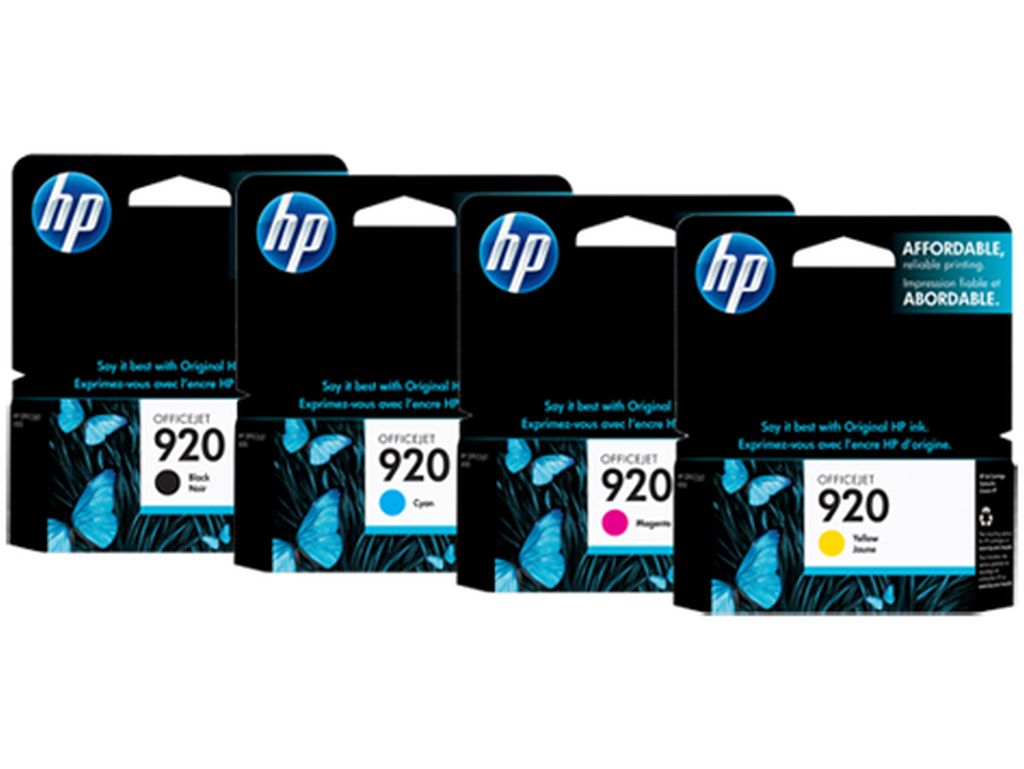 hp
Say it best with Original H
Exprimez-vous avec l'encre HP
OFFICEJET
920
Black
Noir
hp
Say it best with Original H
Exprimez-vous avec l'encre HP
OFFICEJET
920
Cyan
hp
Say it best with Original
Exprimez-vous avec l'encre H
OFFICEJET
920
Magenta
hp
AFFORDABLE,
reliable printing.
Impression fiable et
ABORDABLE.
Say it best with Original HP ink.
Exprimez-vous avec l'encre HP d'origine.
OFFICEJET
920
Yellow
Jaune